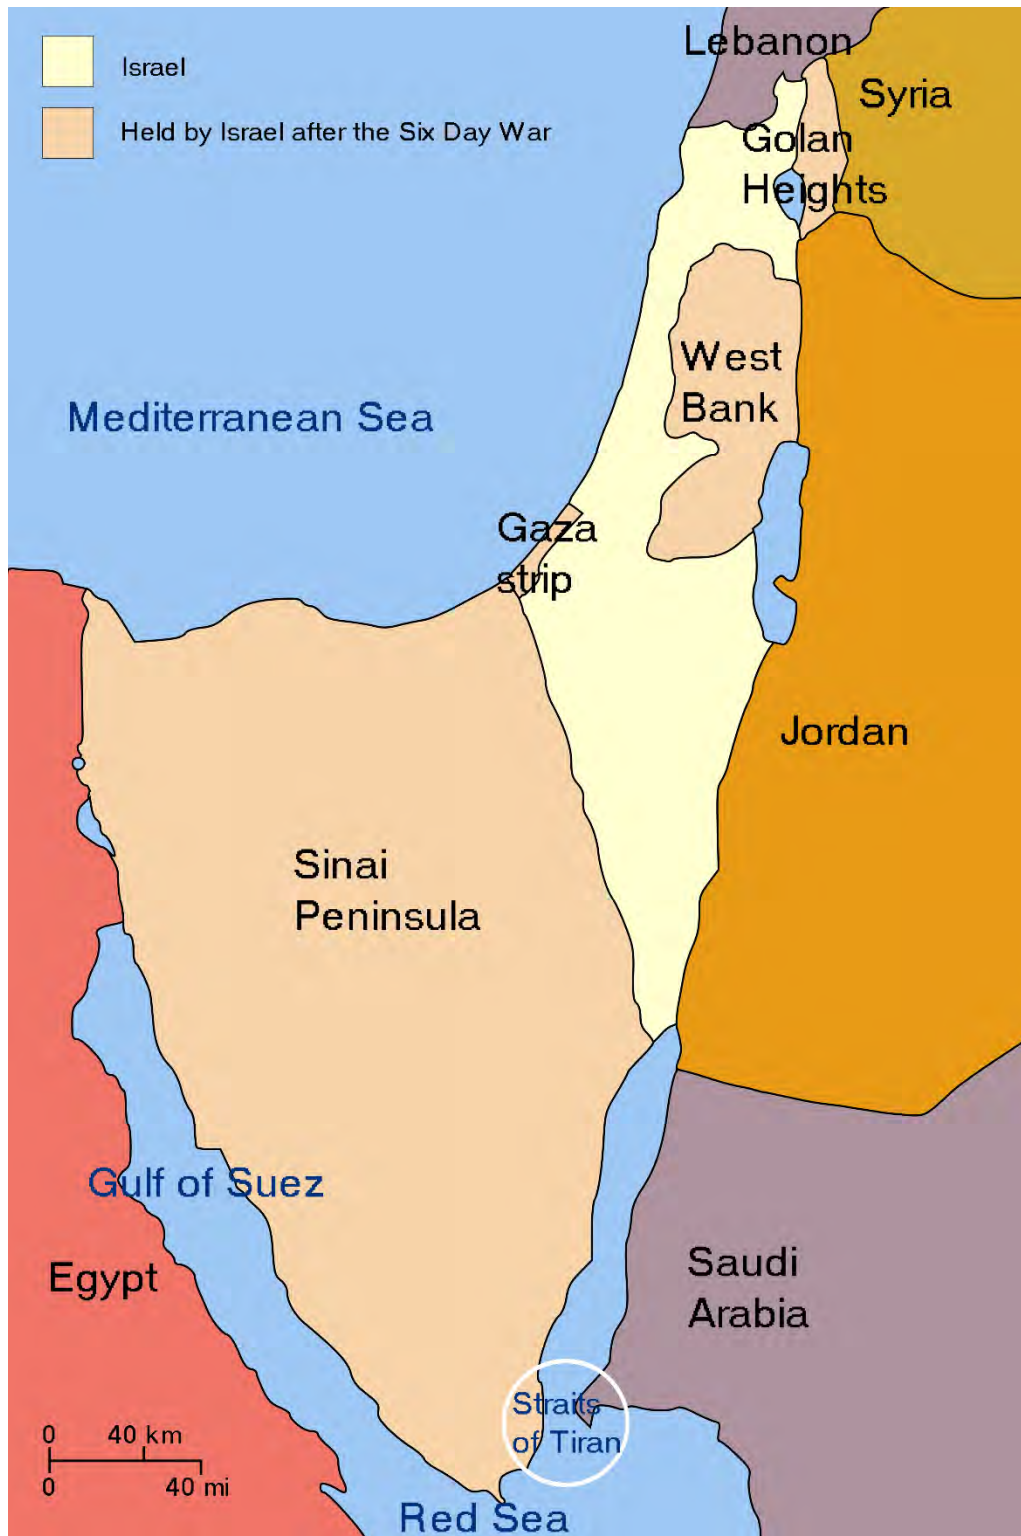 Israel
Held by Israel after the Six Day War
Lebanon
Syria
Golan
Heights
West
Bank
Mediterranean Sea
Gaza
strip
Jordan
Sinai
Peninsula
Gulf of Suez
Egypt
Saudi
Arabia
Straits
of Tiran
0 40 km
0 40 mi
Red Sea